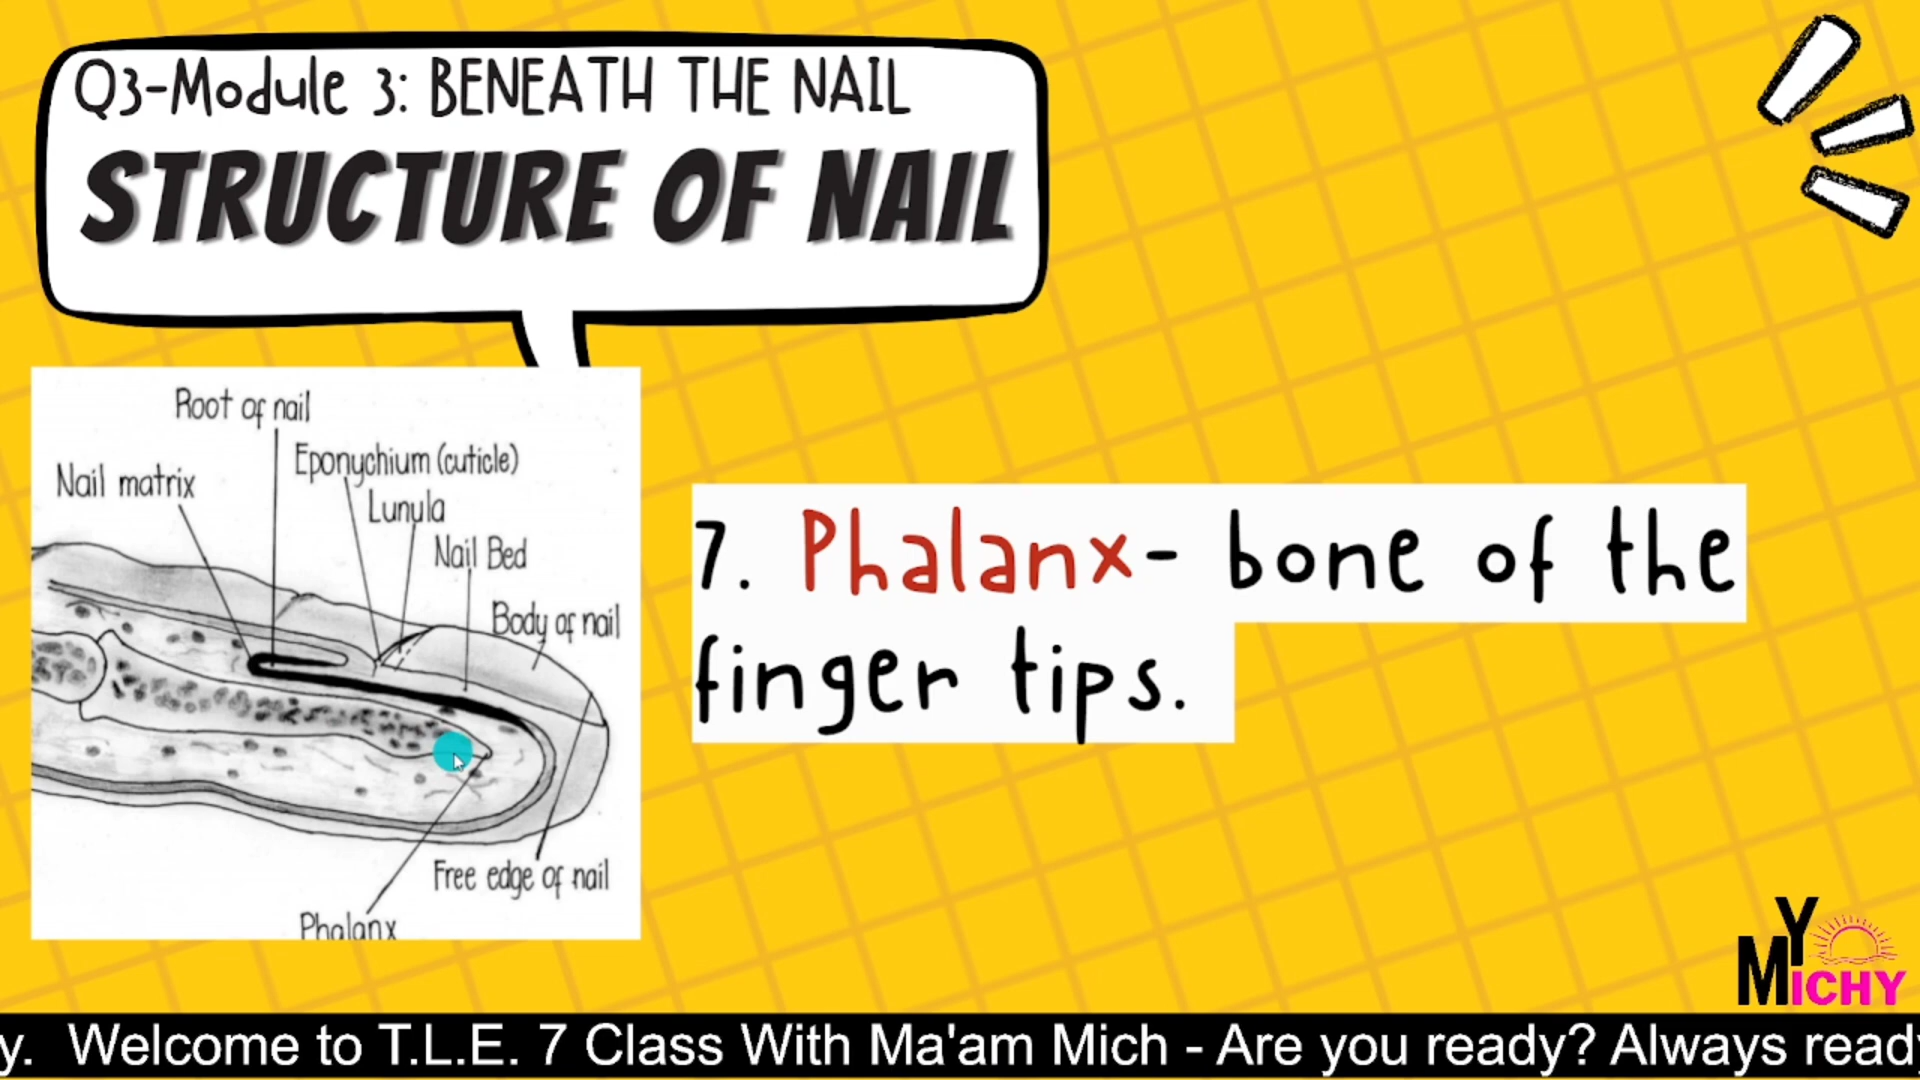 Q3-Module 3: BENEATH THE NAIL
STRUCTURE OF NAIL
Root of nail
Eponychium (cuticle)
Nail matrix
Lunula
Nail Bed
Body of nail
7. Phalanx- bone of the
finger tips.
Free edge of nail
Phalanx
MY
MICHY
y. Welcome to T.L.E. 7 Class With Ma'am Mich - Are you ready? Always read